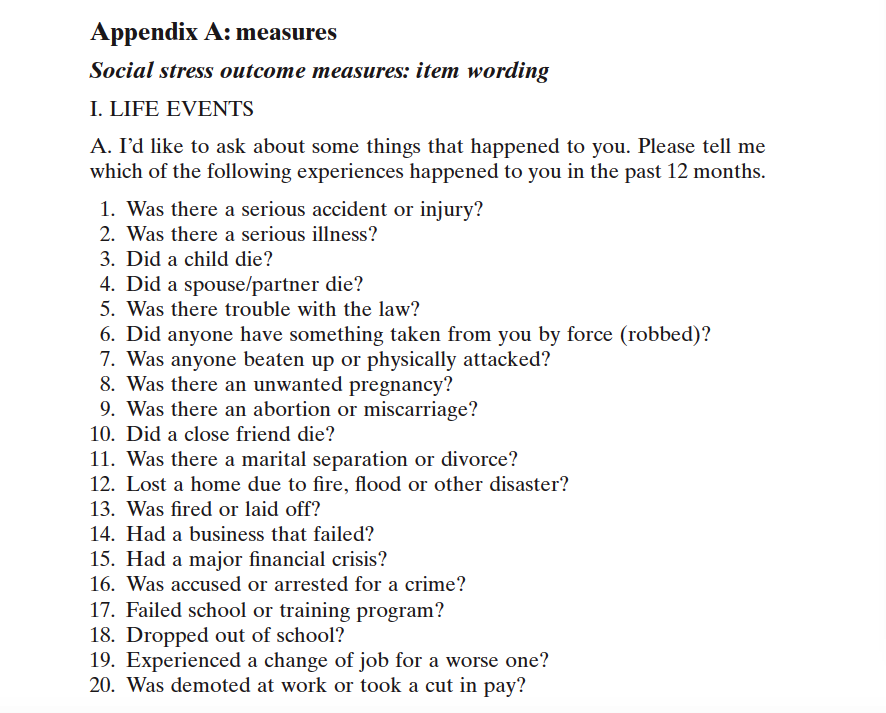 Appendix A: measures
Social stress outcome measures: item wording
I. LIFE EVENTS
A. I’d like to ask about some things that happened to you. Please tell me
which of the following experiences happened to you in the past 12 months.
1. Was there a serious accident or injury?
2. Was there a serious illness?
3. Did a child die?
4. Did a spouse/partner die?
5. Was there trouble with the law?
6. Did anyone have something taken from you by force (robbed)?
7. Was anyone beaten up or physically attacked?
8. Was there an unwanted pregnancy?
9. Was there an abortion or miscarriage?
10. Did a close friend die?
11. Was there a marital separation or divorce?
12. Lost a home due to fire, flood or other disaster?
13. Was fired or laid off?
14. Had a business that failed?
15. Had a major financial crisis?
16. Was accused or arrested for a crime?
17. Failed school or training program?
18. Dropped out of school?
19. Experienced a change of job for a worse one?
20. Was demoted at work or took a cut in pay?